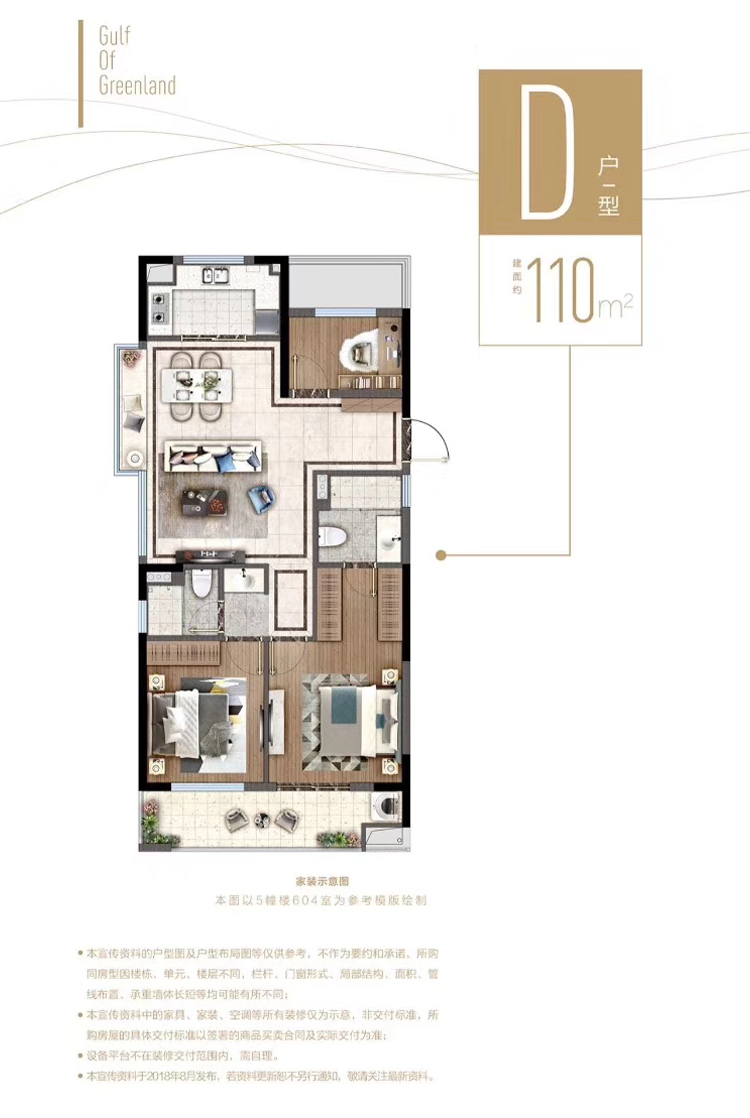 Gulf
Of
Greenland
D
户型
建面约
110m²
家装示意图
本图以5幢楼604室为参考模版绘制
• 本宣传资料的户型图及户型布局图等仅供参考，不作为要约和承诺，所购
同房型因楼栋、单元、楼层不同，栏杆、门窗形式、局部结构、面积、管
线布置、承重墙体长短等均可能有所不同；
• 本宣传资料中的家具、家装、空调等所有装修仅为示意，非交付标准，所
购房屋的具体交付标准以签署的商品买卖合同及实际交付为准；
• 设备平台不在装修交付范围内，需自理。
• 本宣传资料于2018年8月发布，若资料更新恕不另行通知，敬请关注最新资料。